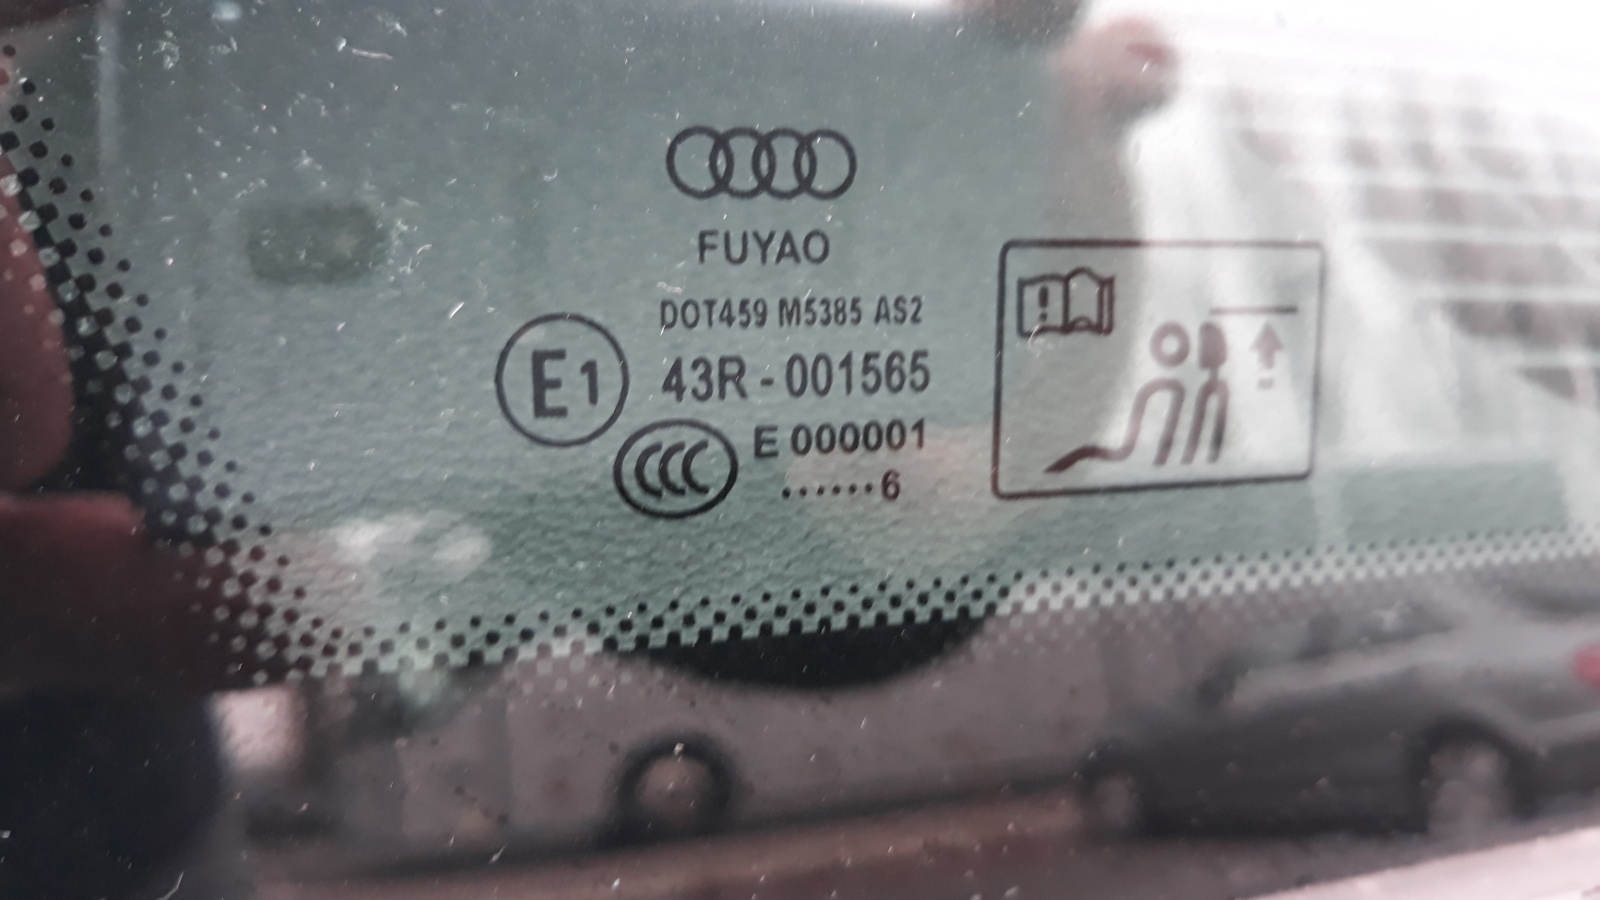 FUYAO
DOT459 M5385 AS2
E1
43R-001565
CCC
E 000001
......6